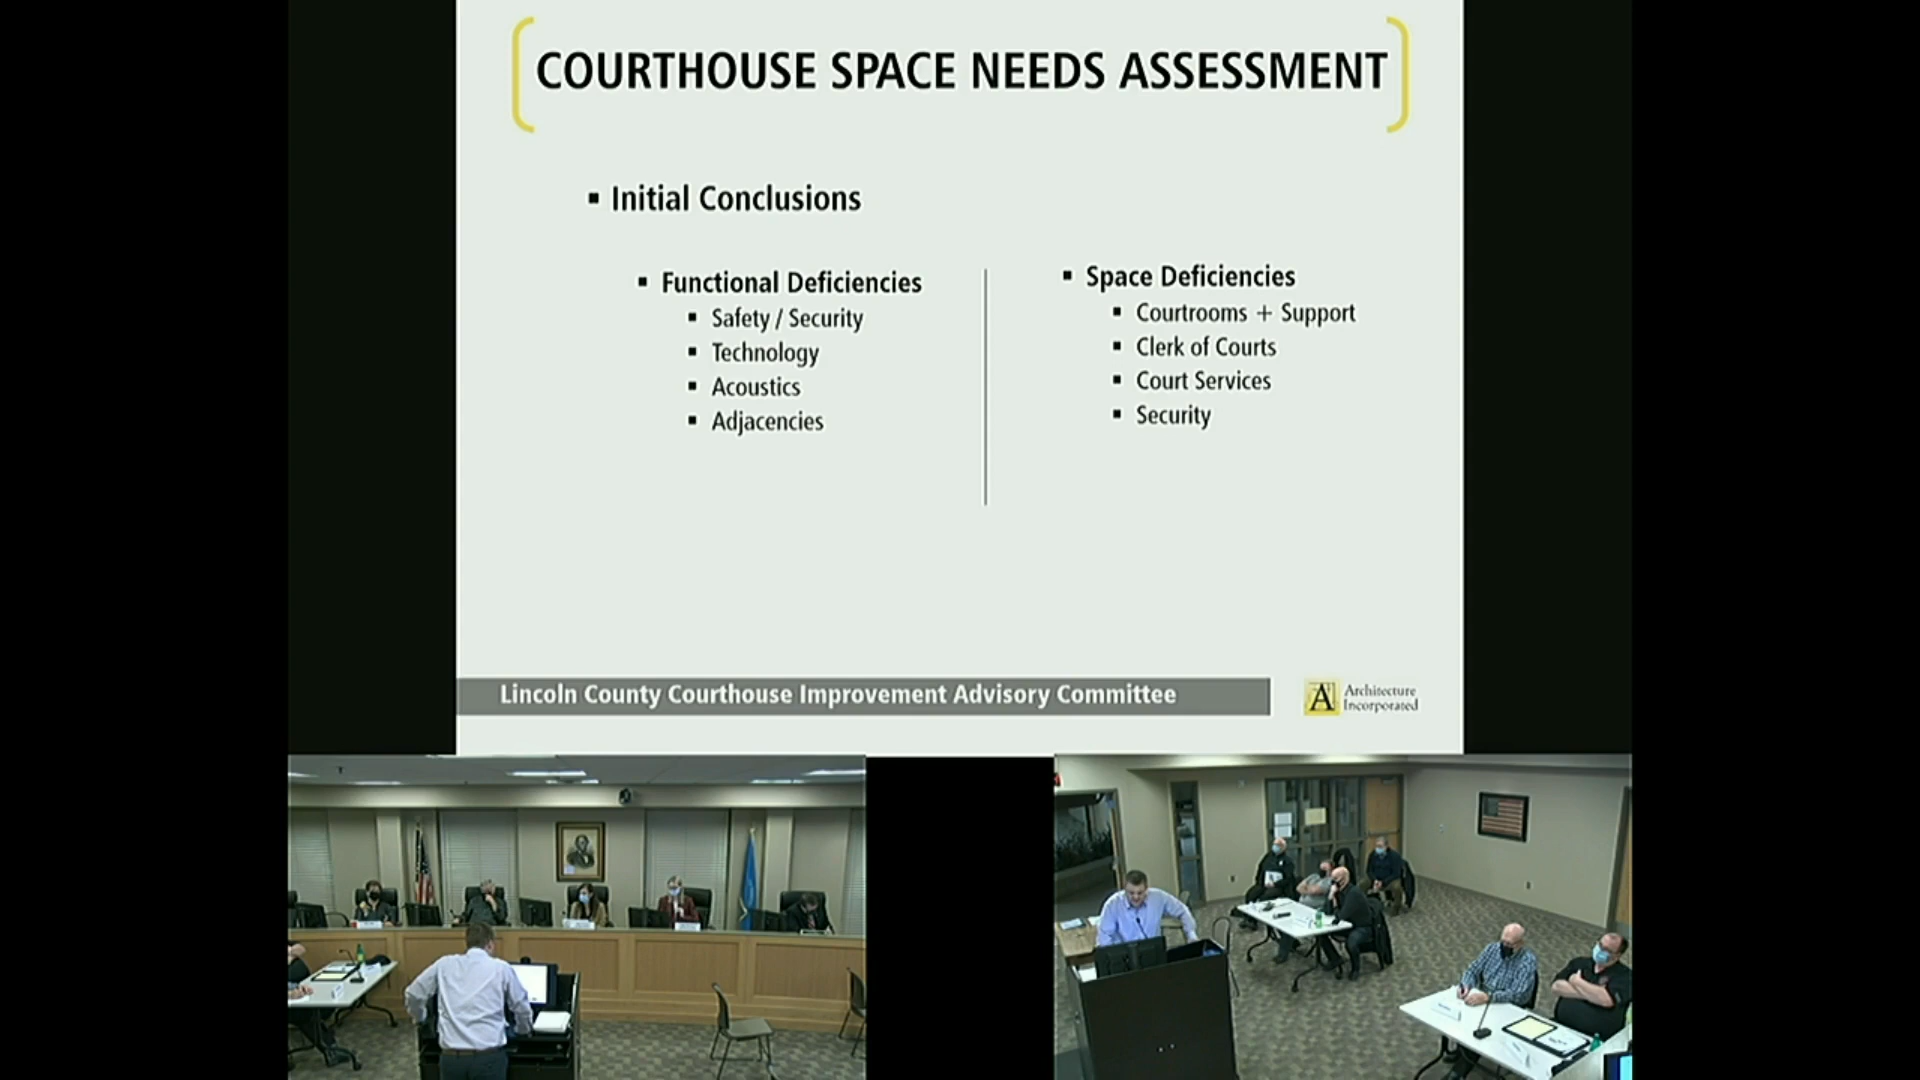 COURTHOUSE SPACE NEEDS ASSESSMENT
Initial Conclusions
Functional Deficiencies
Safety / Security
Technology
Acoustics
Adjacencies
Space Deficiencies
Courtrooms + Support
Clerk of Courts
Court Services
Security
Lincoln County Courthouse Improvement Advisory Committee
A
Architecture
Incorporated